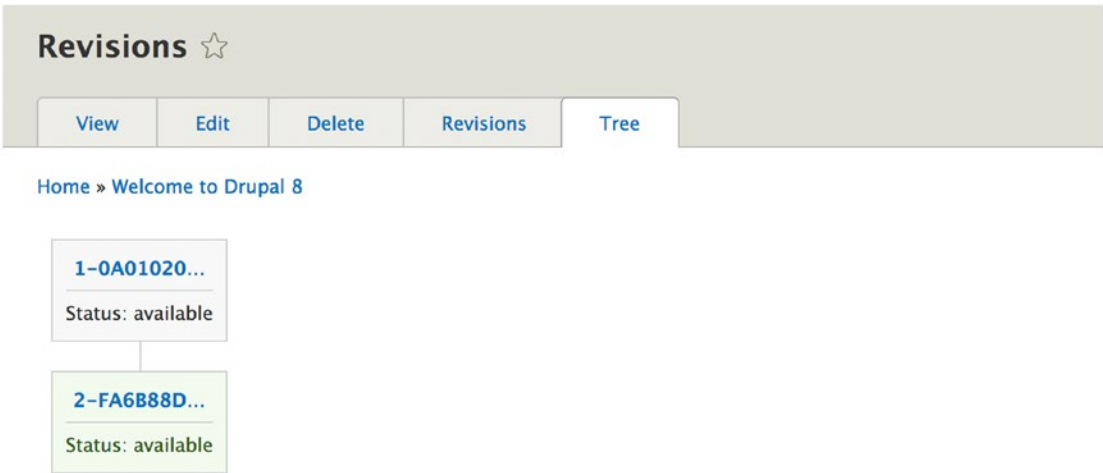 Revisions ☆
View Edit Delete Revisions Tree
Home » Welcome to Drupal 8
1-0A01020...
Status: available
2-FA6B88D...
Status: available